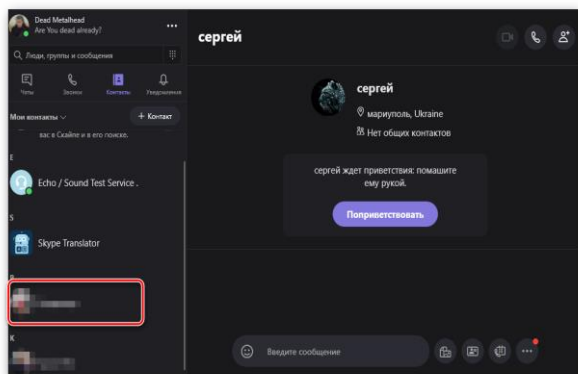 Dead Metalhead
Are You dead already?
Люди, группы и сообщения
Чаты
Звонки
Контакты
Уведомления
Мои контакты
+ Контакт
вас в Скайпе и в его поиске.
E
Echo / Sound Test Service .
S
Skype Translator
К
сергей
сергей
мариуполь, Ukraine
Нет общих контактов
сергей ждет приветствия: помашите
ему рукой.
Поприветствовать
Введите сообщение